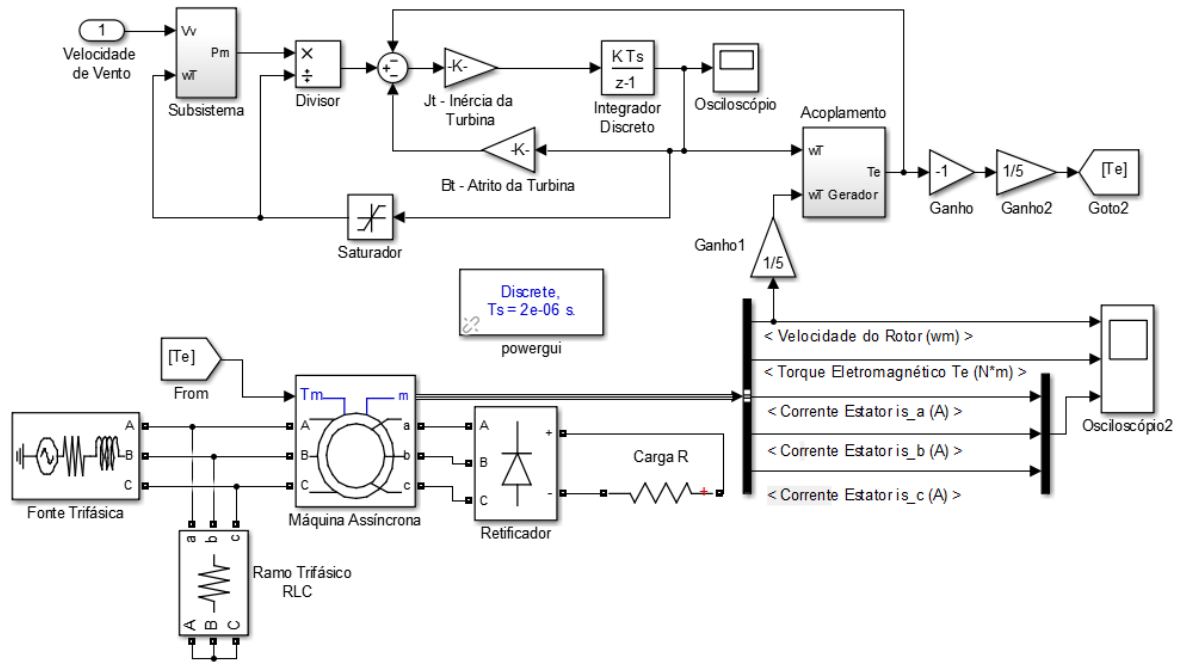 1
Velocidade
de Vento
Vv
Pm
wT
Subsistema
×
÷
Divisor
+
−
−
-K-
Jt - Inércia da
Turbina
K Ts
z-1
Integrador
Discreto
Osciloscópio
-K-
Bt - Atrito da Turbina
Saturador
Acoplamento
wT
Te
wT Gerador
-1
Ganho
1/5
Ganho2
[Te]
Goto2
Ganho1
1/5
Discrete,
Ts = 2e-06 s.
powergui
< Velocidade do Rotor (wm) >
< Torque Eletromagnético Te (N*m) >
< Corrente Estator is_a (A) >
< Corrente Estator is_b (A) >
< Corrente Estator is_c (A) >
Osciloscópio2
[Te]
From
Tm
m
A
B
C
a
b
c
Máquina Assíncrona
A
B
C
Fonte Trifásica
A
B
C
+
-
Retificador
Carga R
+
a
b
c
A
B
C
Ramo Trifásico
RLC